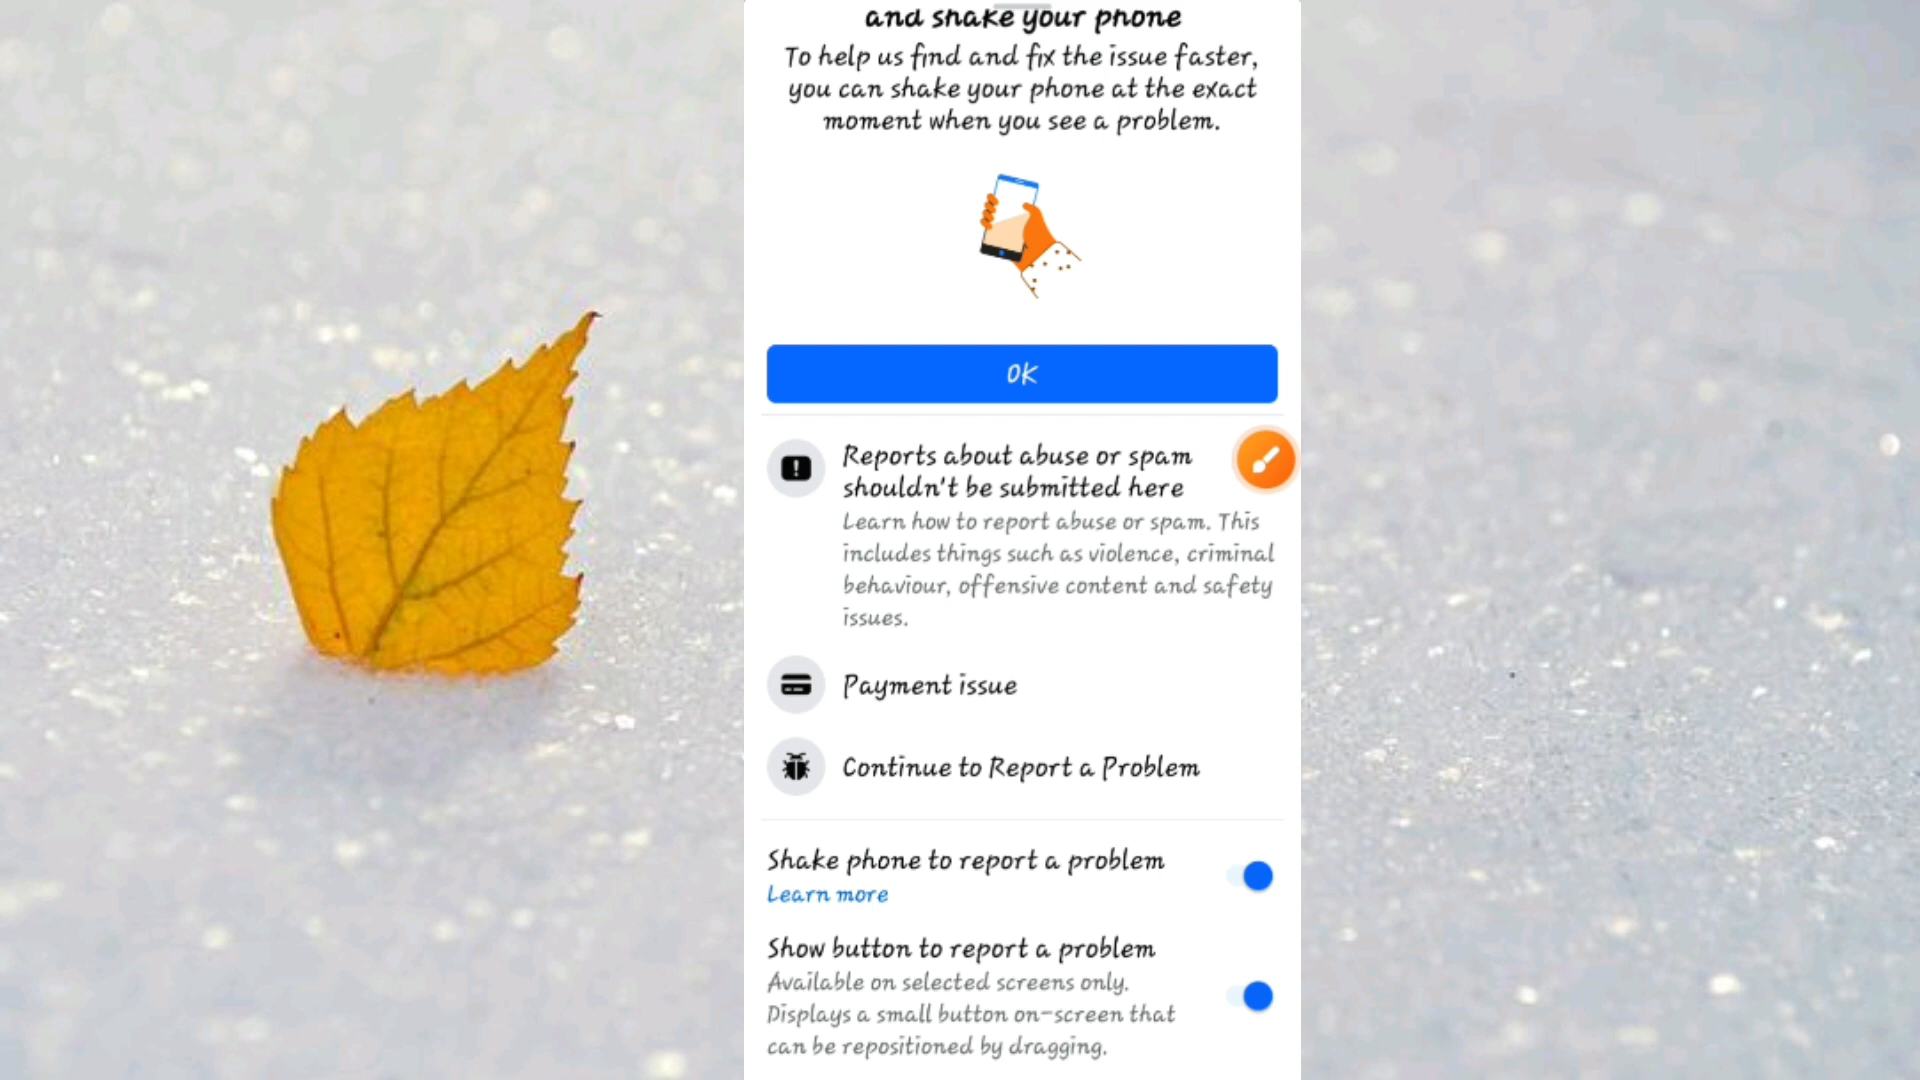 and shake your phone
To help us find and fix the issue faster,
you can shake your phone at the exact
moment when you see a problem.
OK
Reports about abuse or spam
shouldn't be submitted here
Learn how to report abuse or spam. This
includes things such as violence, criminal
behaviour, offensive content and safety
issues.
Payment issue
Continue to Report a Problem
Shake phone to report a problem
Learn more
Show button to report a problem
Available on selected screens only.
Displays a small button on-screen that
can be repositioned by dragging.